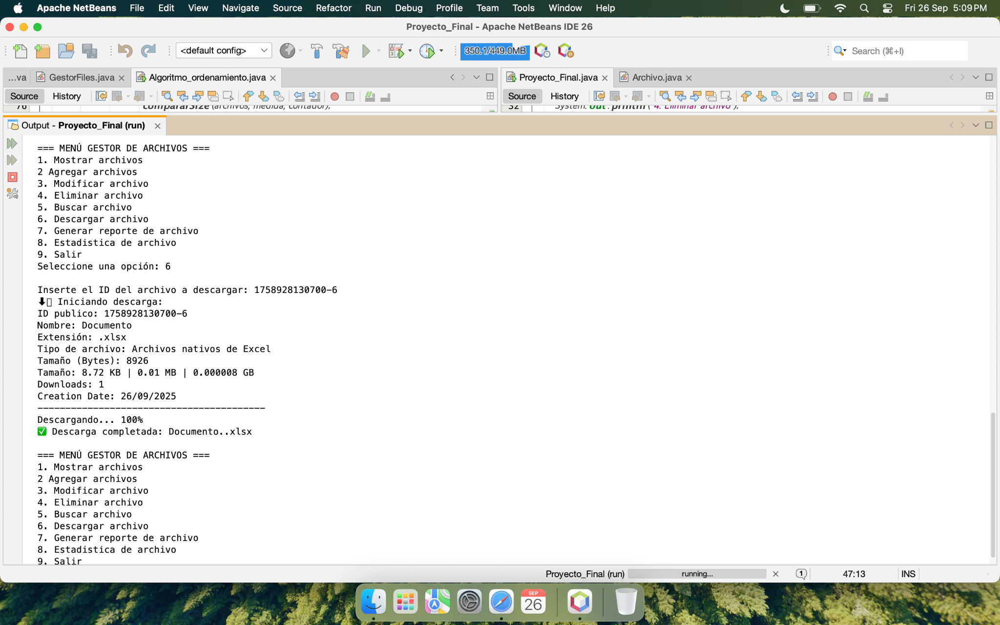 Apache NetBeans File Edit View Navigate Source Refactor Run Debug Profile Team Tools Window Help Fri 26 Sep 5:09 PM
Proyecto_Final - Apache NetBeans IDE 26
<default config> 350.1/449.0MB Search (⌘+I)
...va GestorFiles.java Algoritmo_ordenamiento.java Proyecto_Final.java Archivo.java
Source History Source History
76 compararSize(archivos, medida, contador); 32 System.out.println("4. Eliminar archivo");
Output - Proyecto_Final (run)
=== MENÚ GESTOR DE ARCHIVOS ===
1. Mostrar archivos
2 Agregar archivos
3. Modificar archivo
4. Eliminar archivo
5. Buscar archivo
6. Descargar archivo
7. Generar reporte de archivo
8. Estadistica de archivo
9. Salir
Seleccione una opción: 6
Inserte el ID del archivo a descargar: 1758928130700-6
⬇▯ Iniciando descarga:
ID publico: 1758928130700-6
Nombre: Documento
Extensión: .xlsx
Tipo de archivo: Archivos nativos de Excel
Tamaño (Bytes): 8926
Tamaño: 8.72 KB | 0.01 MB | 0.000008 GB
Downloads: 1
Creation Date: 26/09/2025
-----------------------------------------
Descargando... 100%
✅ Descarga completada: Documento..xlsx
=== MENÚ GESTOR DE ARCHIVOS ===
1. Mostrar archivos
2 Agregar archivos
3. Modificar archivo
4. Eliminar archivo
5. Buscar archivo
6. Descargar archivo
7. Generar reporte de archivo
8. Estadistica de archivo
9. Salir
Proyecto_Final (run) running... 1 47:13 INS
SEP
26